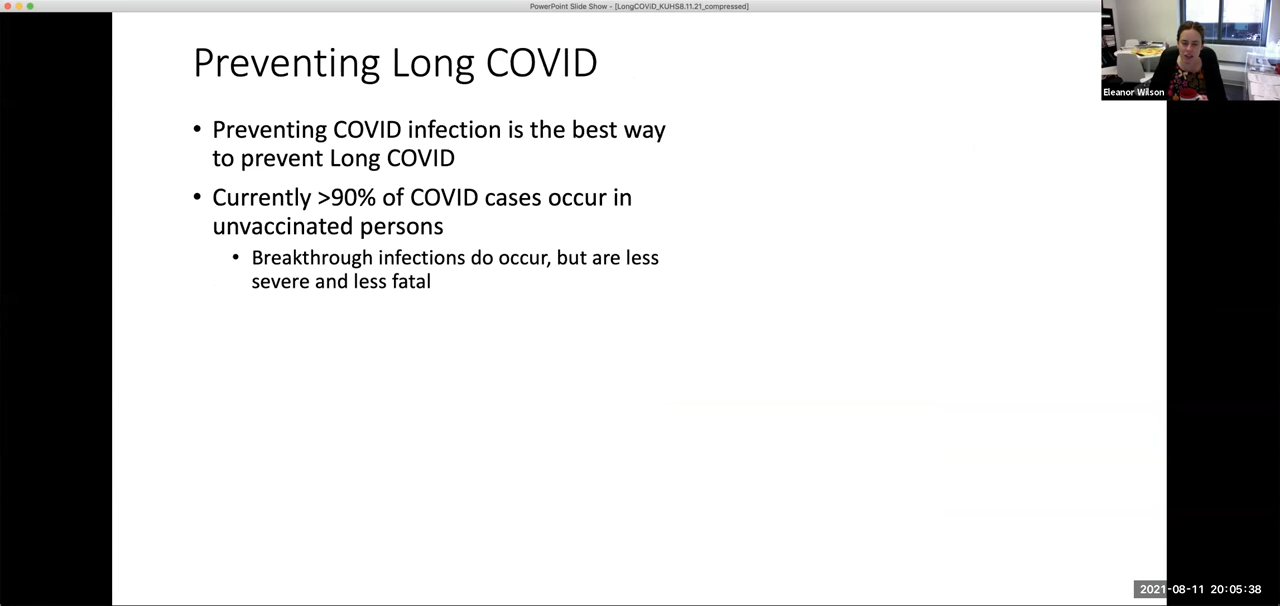 PowerPoint Slide Show - [LongCOViD_KUHS8.11.21_compressed]
Preventing Long COVID
• Preventing COVID infection is the best way
to prevent Long COVID
• Currently >90% of COVID cases occur in
unvaccinated persons
• Breakthrough infections do occur, but are less
severe and less fatal
Eleanor Wilson
2021-08-11 20:05:38